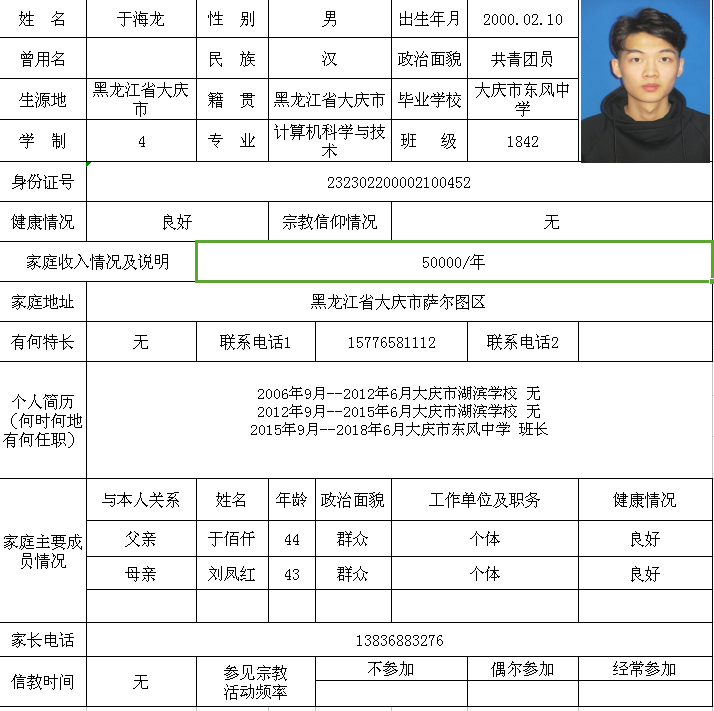 姓 名 于海龙 性 别 男 出生年月 2000.02.10
曾用名 民 族 汉 政治面貌 共青团员
生源地 黑龙江省大庆市 籍 贯 黑龙江省大庆市 毕业学校 大庆市东风中学
学 制 4 专 业 计算机科学与技术 班 级 1842
身份证号 232302200002100452
健康情况 良好 宗教信仰情况 无
家庭收入情况及说明 50000/年
家庭地址 黑龙江省大庆市萨尔图区
有何特长 无 联系电话1 15776581112 联系电话2
个人简历
（何时何地
有何任职）
2006年9月--2012年6月大庆市湖滨学校 无
2012年9月--2015年6月大庆市湖滨学校 无
2015年9月--2018年6月大庆市东风中学 班长
家庭主要成
员情况
与本人关系 姓名 年龄 政治面貌 工作单位及职务 健康情况
父亲 于佰仟 44 群众 个体 良好
母亲 刘凤红 43 群众 个体 良好
家长电话 13836883276
信教时间 无 参见宗教
活动频率
不参加 偶尔参加 经常参加